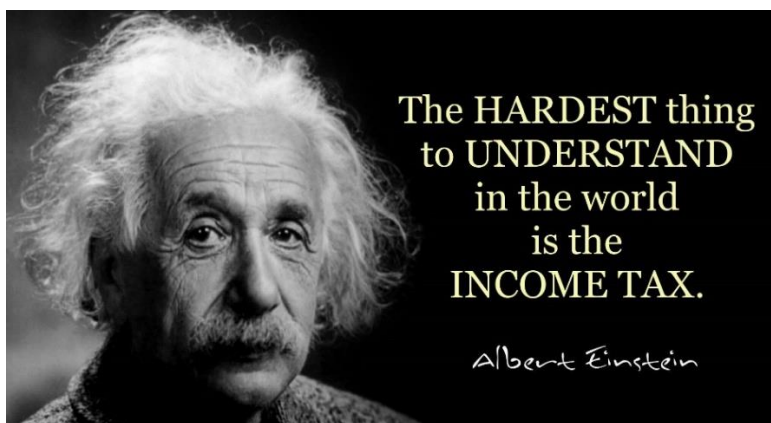 The HARDEST thing
to UNDERSTAND
in the world
is the
INCOME TAX.
Albert Einstein